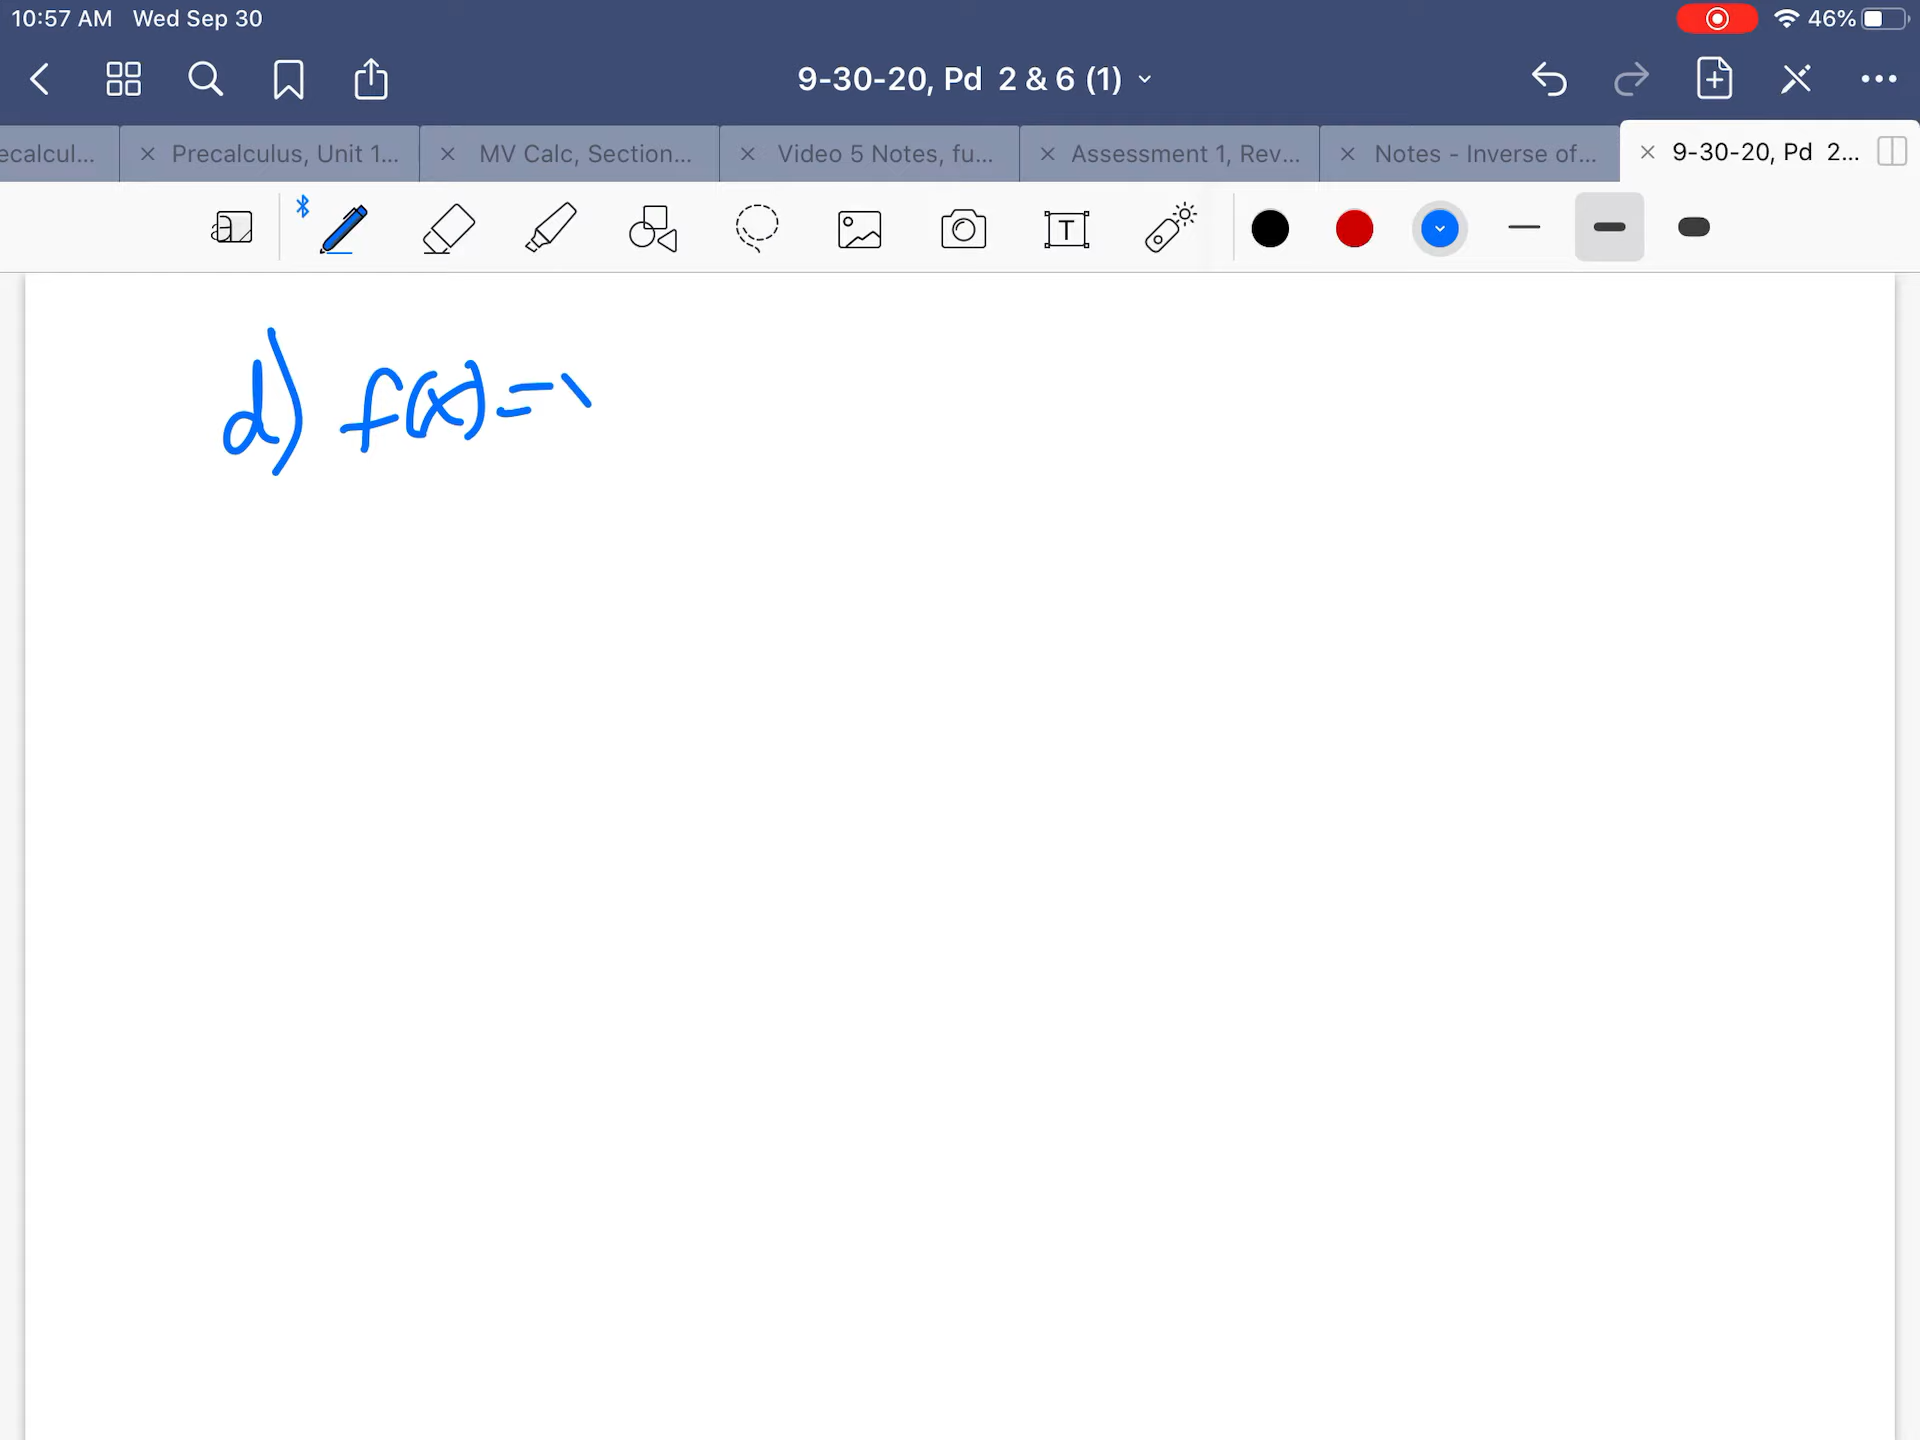 10:57 AM Wed Sep 30 46%
9-30-20, Pd 2 & 6 (1)
ecalcul... Precalculus, Unit 1... MV Calc, Section... Video 5 Notes, fu... Assessment 1, Rev... Notes - Inverse of... 9-30-20, Pd 2...
T
d) f(x)=